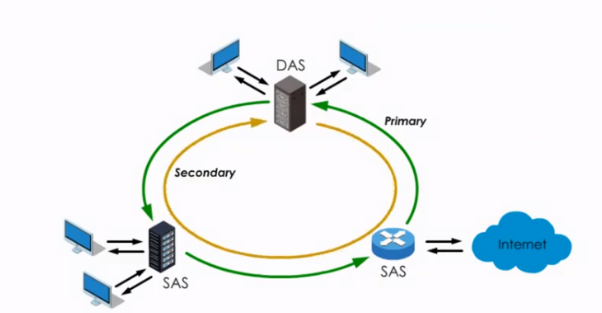 DAS
Primary
Secondary
Internet
SAS
SAS